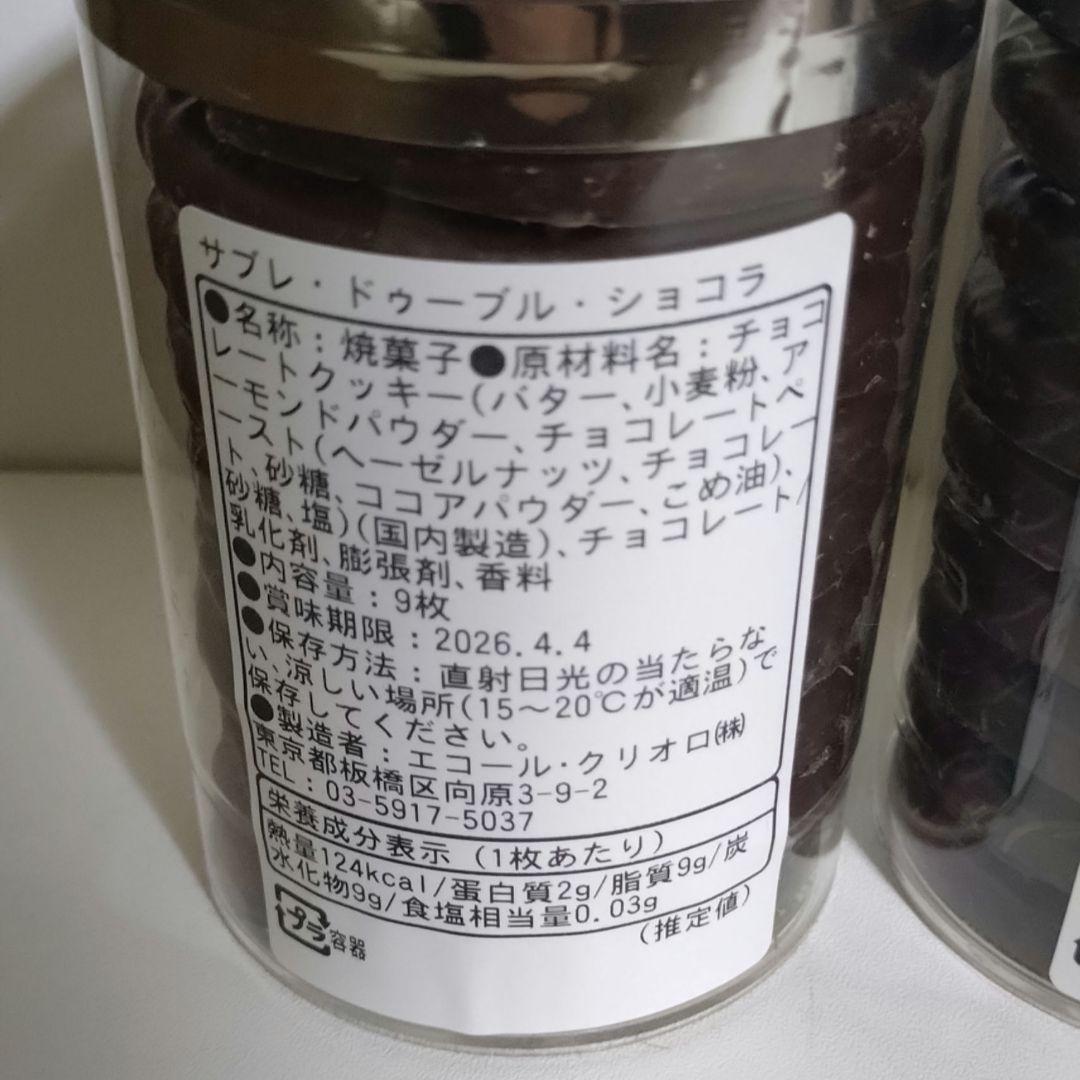 サブレ・ドゥーブル・ショコラ
●名称：焼菓子●原材料名：チョコ
レートクッキー(バター、小麦粉、ア
ーモンドパウダー、チョコレートペ
ースト(ヘーゼルナッツ、チョコレー
ト、砂糖、ココアパウダー、こめ油)、
砂糖、塩)(国内製造)、チョコレート/
乳化剤、膨張剤、香料
●内容量：9枚
●賞味期限：2026.4.4
●保存方法：直射日光の当たらな
い、涼しい場所(15～20℃が適温)で
保存してください。
●製造者：エコール・クリオロ㈱
東京都板橋区向原3-9-2
TEL：03-5917-5037
栄養成分表示（1枚あたり）
熱量124kcal/蛋白質2g/脂質9g/炭
水化物9g/食塩相当量0.03g
（推定値）
プラ
容器